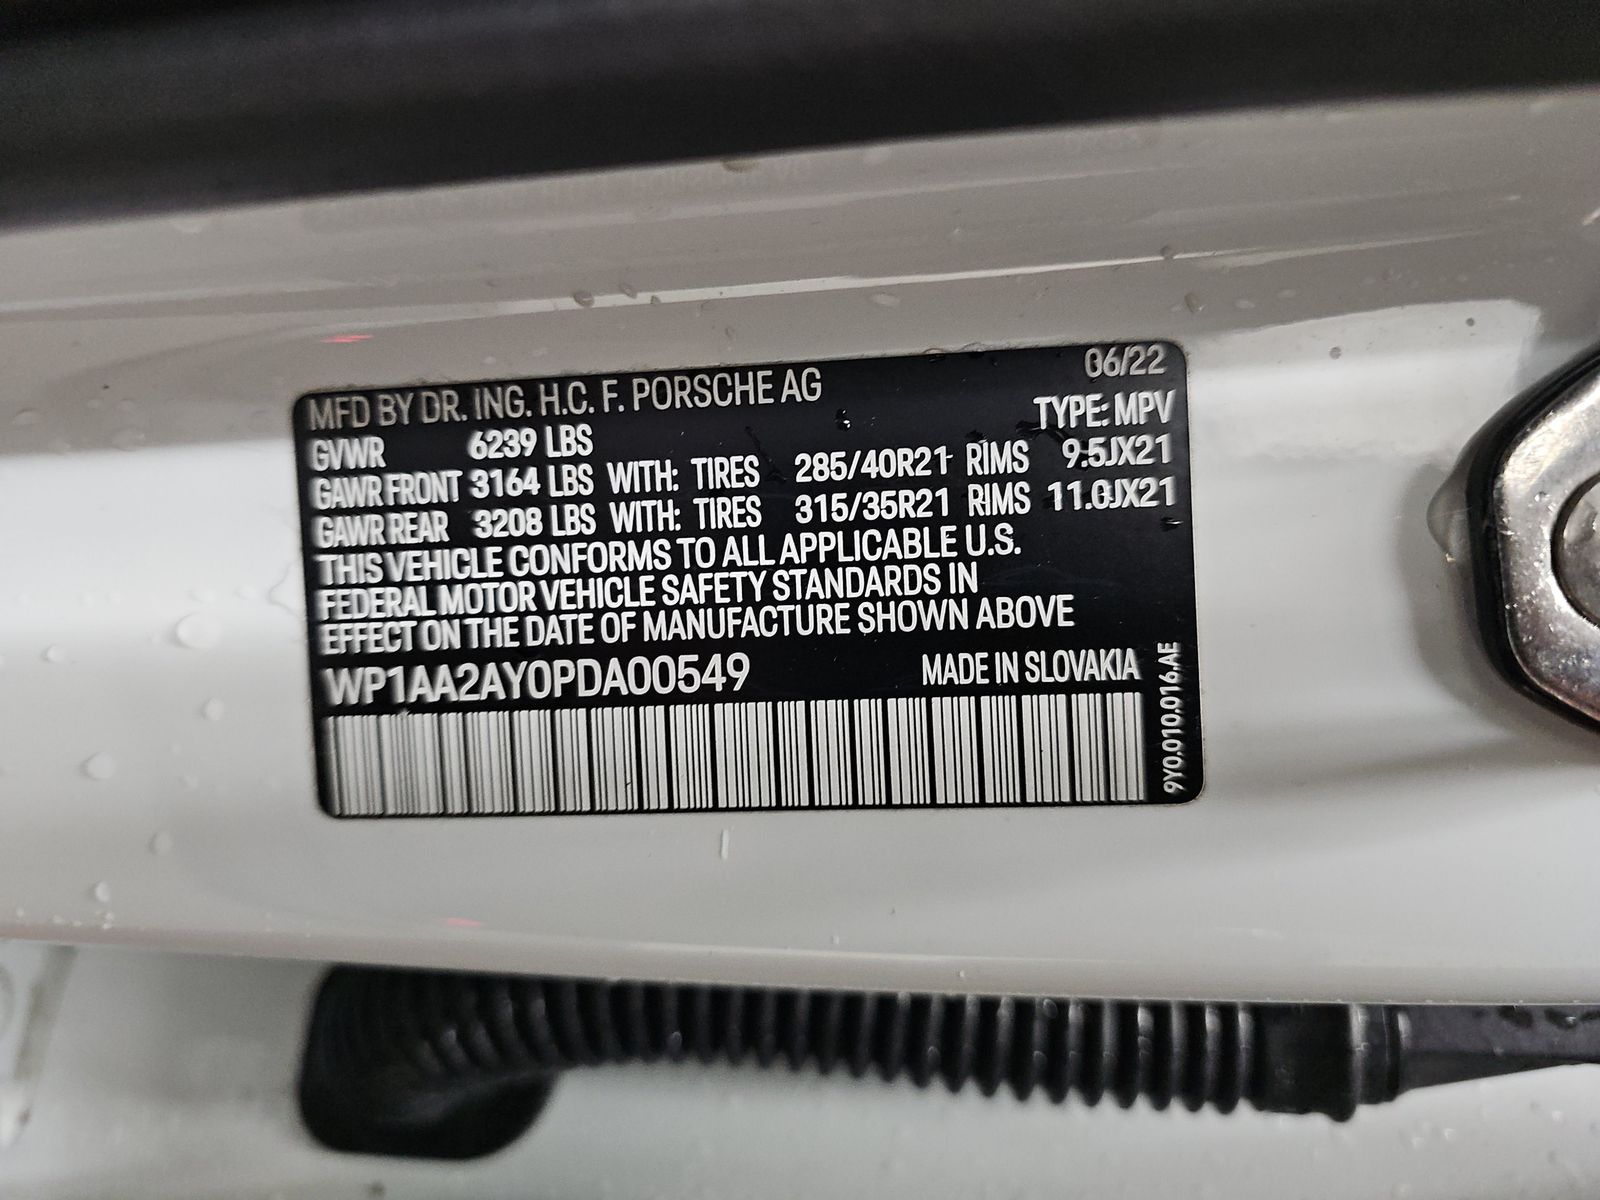 MFD BY DR. ING. H.C. F. PORSCHE AG 06/22
TYPE: MPV
GVWR 6239 LBS
GAWR FRONT 3164 LBS WITH: TIRES 285/40R21 RIMS 9.5JX21
GAWR REAR 3208 LBS WITH: TIRES 315/35R21 RIMS 11.0JX21
THIS VEHICLE CONFORMS TO ALL APPLICABLE U.S.
FEDERAL MOTOR VEHICLE SAFETY STANDARDS IN
EFFECT ON THE DATE OF MANUFACTURE SHOWN ABOVE
WP1AA2AY0PDA00549 MADE IN SLOVAKIA
9Y0.010.016.AE